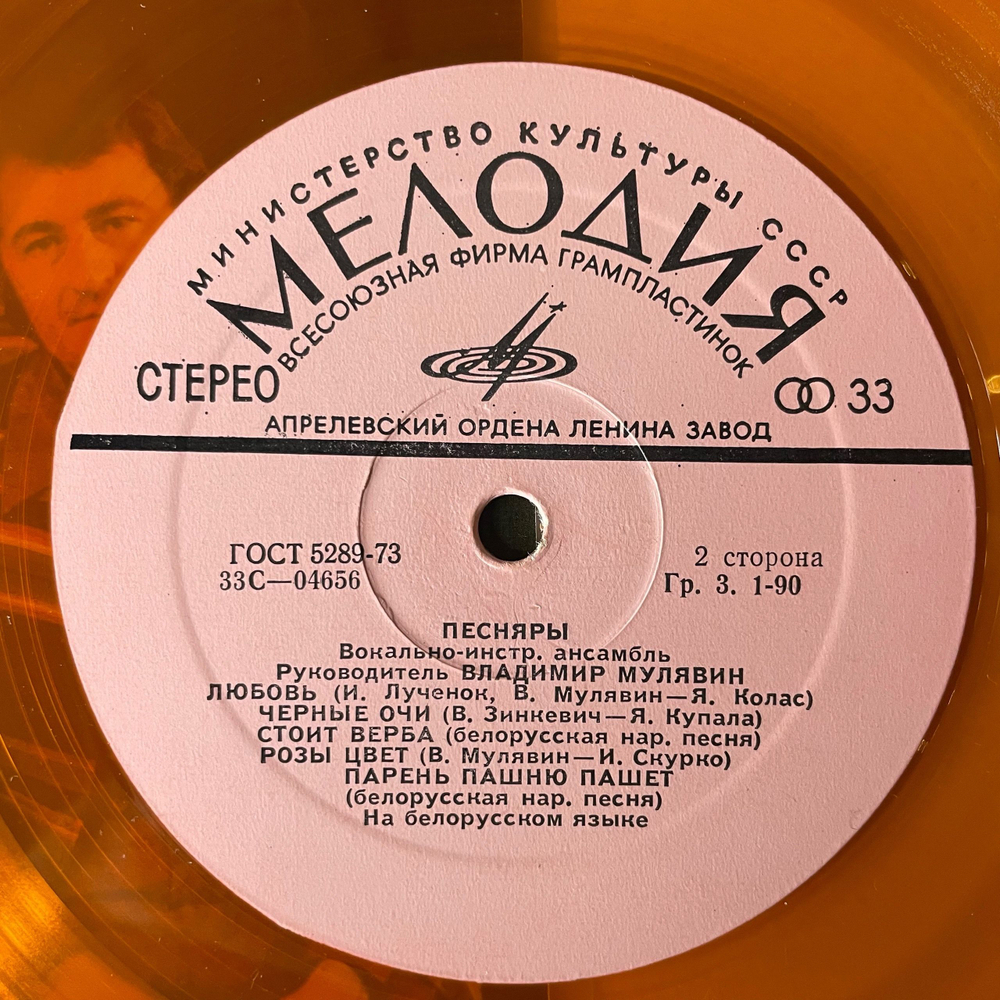 МИНИСТЕРСТВО КУЛЬТУРЫ СССР
МЕЛОДИЯ
ВСЕСОЮЗНАЯ ФИРМА ГРАМПЛАСТИНОК
СТЕРЕО
33
АПРЕЛЕВСКИЙ ОРДЕНА ЛЕНИНА ЗАВОД
ГОСТ 5289-73
2 сторона
33С—04656
Гр. 3. 1-90
ПЕСНЯРЫ
Вокально-инстр. ансамбль
Руководитель ВЛАДИМИР МУЛЯВИН
ЛЮБОВЬ (И. Лученок, В. Мулявин—Я. Колас)
ЧЕРНЫЕ ОЧИ (В. Зинкевич—Я. Купала)
СТОИТ ВЕРБА (белорусская нар. песня)
РОЗЫ ЦВЕТ (В. Мулявин—И. Скурко)
ПАРЕНЬ ПАШНЮ ПАШЕТ
(белорусская нар. песня)
На белорусском языке